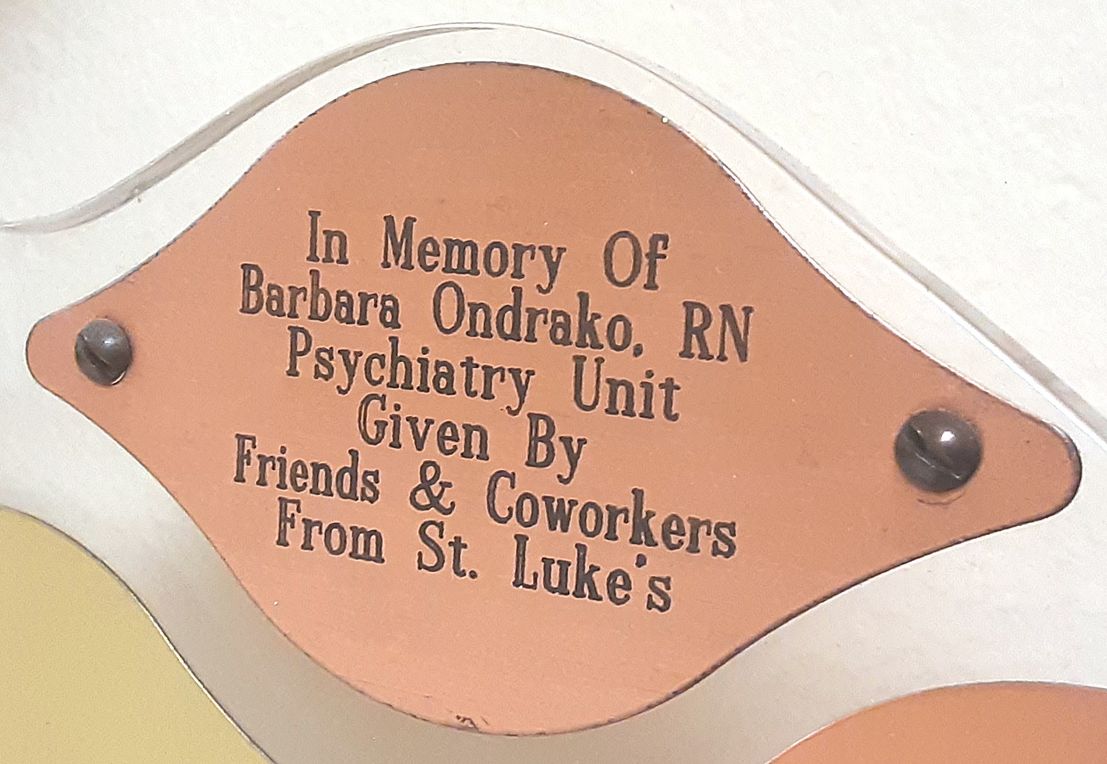 In Memory Of
Barbara Ondrako, RN
Psychiatry Unit
Given By
Friends & Coworkers
From St. Luke's